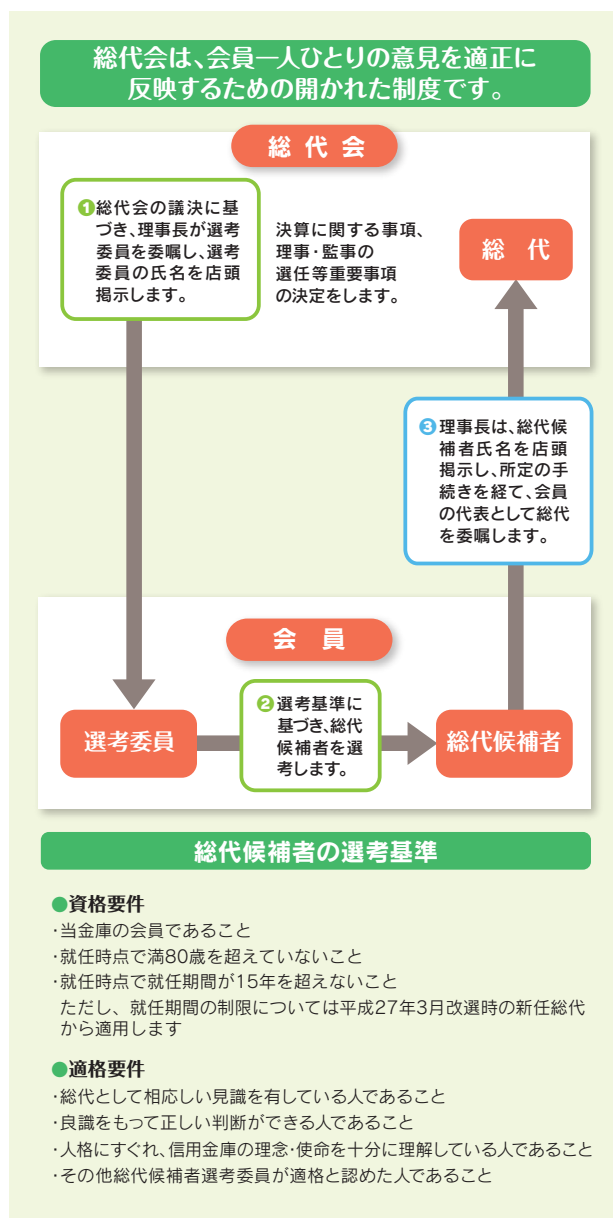 総代会は、会員一人ひとりの意見を適正に
反映するための開かれた制度です。
総代会
❶総代会の議決に基
づき、理事長が選考
委員を委嘱し、選考
委員の氏名を店頭
掲示します。
決算に関する事項、
理事・監事の
選任等重要事項
の決定をします。
総代
❸理事長は、総代候
補者氏名を店頭
掲示し、所定の手
続きを経て、会員
の代表として総代
を委嘱します。
会員
選考委員
❷選考基準に
基づき、総代
候補者を選
考します。
総代候補者
総代候補者の選考基準
●資格要件
・当金庫の会員であること
・就任時点で満80歳を超えていないこと
・就任時点で就任期間が15年を超えないこと
ただし、就任期間の制限については平成27年3月改選時の新任総代
から適用します
●適格要件
・総代として相応しい見識を有している人であること
・良識をもって正しい判断ができる人であること
・人格にすぐれ、信用金庫の理念・使命を十分に理解している人であること
・その他総代候補者選考委員が適格と認めた人であること